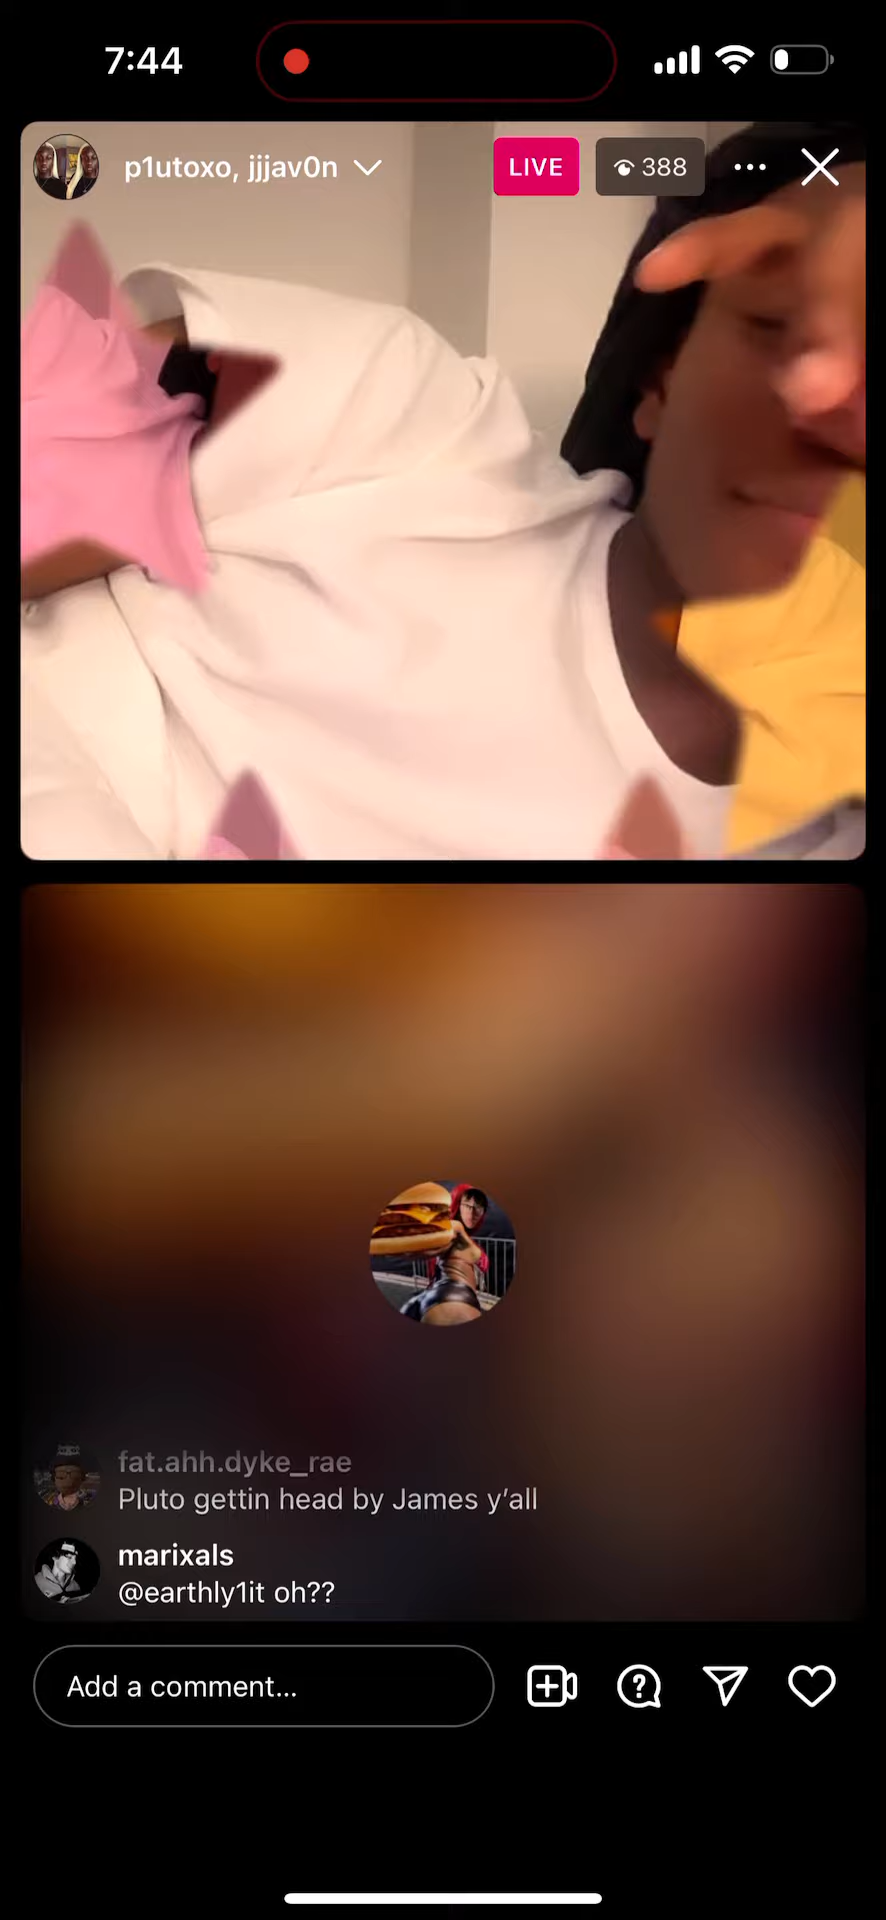 7:44
p1utoxo, jjjav0n
LIVE
388
fat.ahh.dyke_rae
Pluto gettin head by James y’all
marixals
@earthly1it oh??
Add a comment...